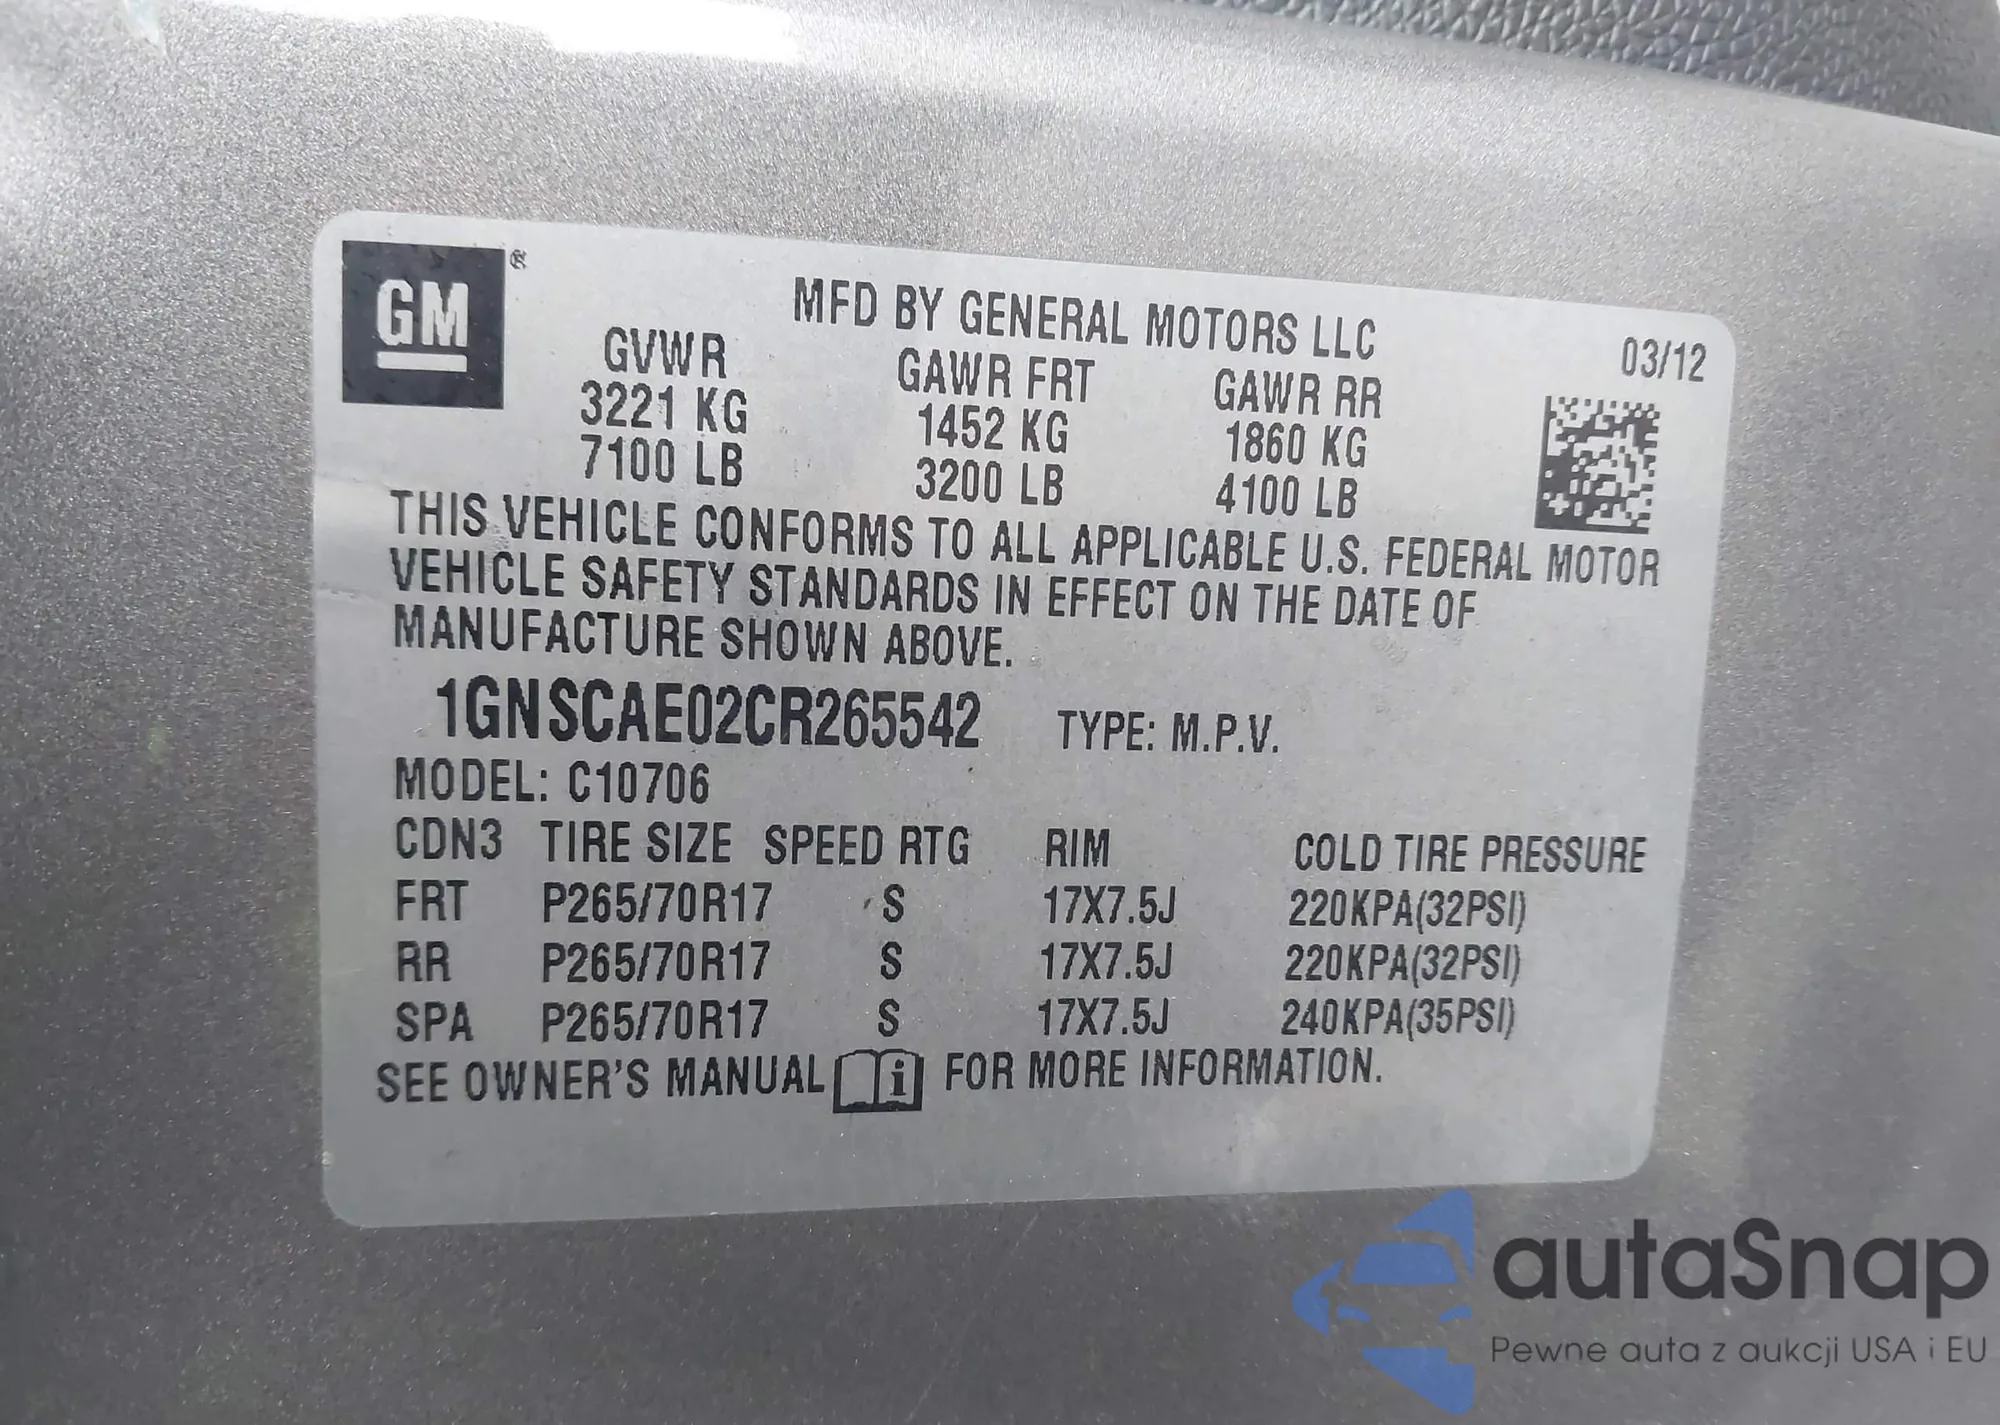 GM ®
MFD BY GENERAL MOTORS LLC
03/12
GVWR GAWR FRT GAWR RR
3221 KG 1452 KG 1860 KG
7100 LB 3200 LB 4100 LB
THIS VEHICLE CONFORMS TO ALL APPLICABLE U.S. FEDERAL MOTOR
VEHICLE SAFETY STANDARDS IN EFFECT ON THE DATE OF
MANUFACTURE SHOWN ABOVE.
1GNSCAE02CR265542 TYPE: M.P.V.
MODEL: C10706
CDN3 TIRE SIZE SPEED RTG RIM COLD TIRE PRESSURE
FRT P265/70R17 S 17X7.5J 220KPA(32PSI)
RR P265/70R17 S 17X7.5J 220KPA(32PSI)
SPA P265/70R17 S 17X7.5J 240KPA(35PSI)
SEE OWNER'S MANUAL i FOR MORE INFORMATION.
autaSnap
Pewne auta z aukcji USA i EU